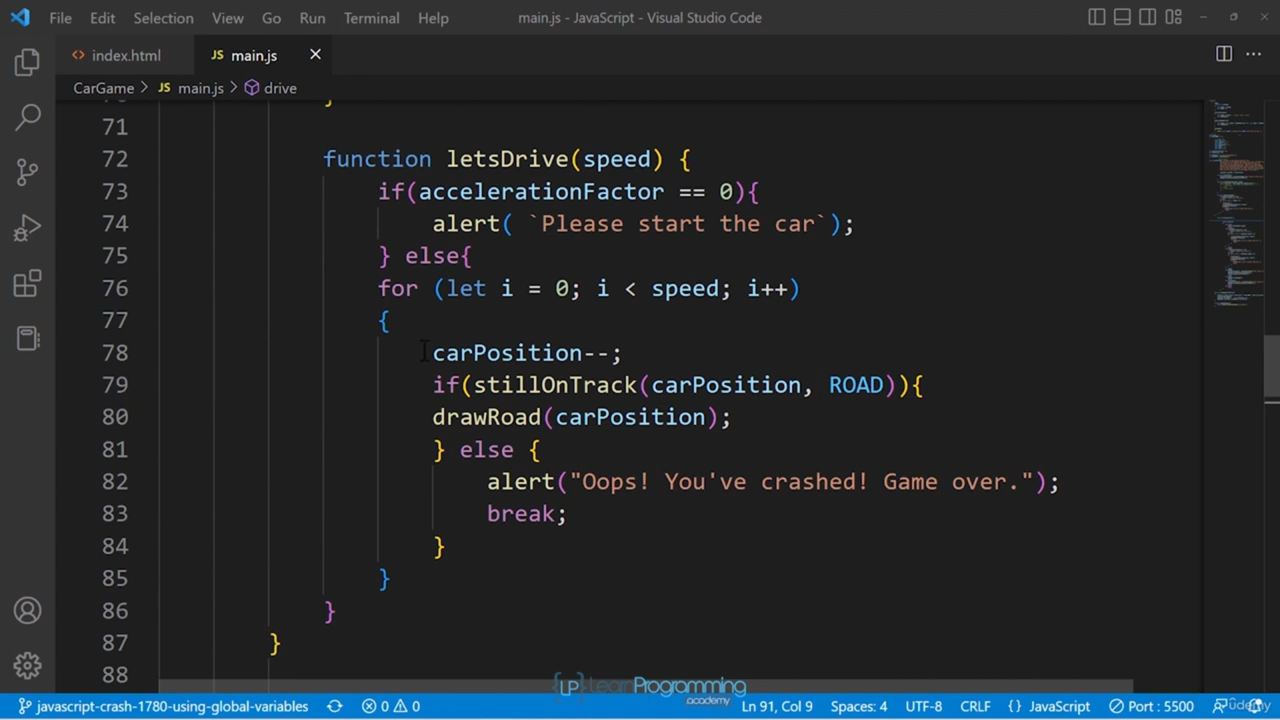 File Edit Selection View Go Run Terminal Help main.js - JavaScript - Visual Studio Code
<> index.html JS main.js ×
CarGame > JS main.js > drive
}
71
72 function letsDrive(speed) {
73 if(accelerationFactor == 0){
74 alert( `Please start the car`);
75 } else{
76 for (let i = 0; i < speed; i++)
77 {
78 carPosition--;
79 if(stillOnTrack(carPosition, ROAD)){
80 drawRoad(carPosition);
81 } else {
82 alert("Oops! You've crashed! Game over.");
83 break;
84 }
85 }
86 }
87 }
88
{LP} LearnProgramming
academy
javascript-crash-1780-using-global-variables 0 0 Ln 91, Col 9 Spaces: 4 UTF-8 CRLF {} JavaScript Port : 5500
udemy